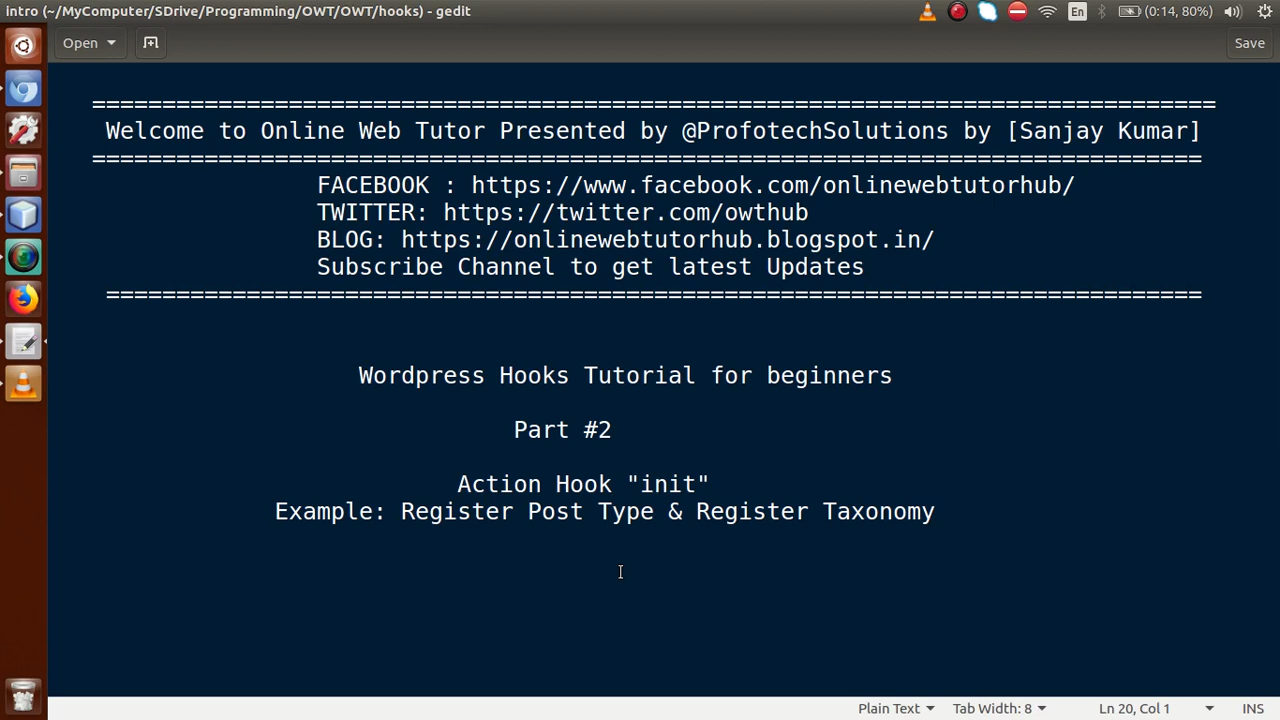 intro (~/MyComputer/SDrive/Programming/OWT/OWT/hooks) - gedit
En
(0:14, 80%)
Open
Save
================================================================================
Welcome to Online Web Tutor Presented by @ProfotechSolutions by [Sanjay Kumar]
===============================================================================
FACEBOOK : https://www.facebook.com/onlinewebtutorhub/
TWITTER: https://twitter.com/owthub
BLOG: https://onlinewebtutorhub.blogspot.in/
Subscribe Channel to get latest Updates
==============================================================================
Wordpress Hooks Tutorial for beginners
Part #2
Action Hook "init"
Example: Register Post Type & Register Taxonomy
Plain Text
Tab Width: 8
Ln 20, Col 1
INS